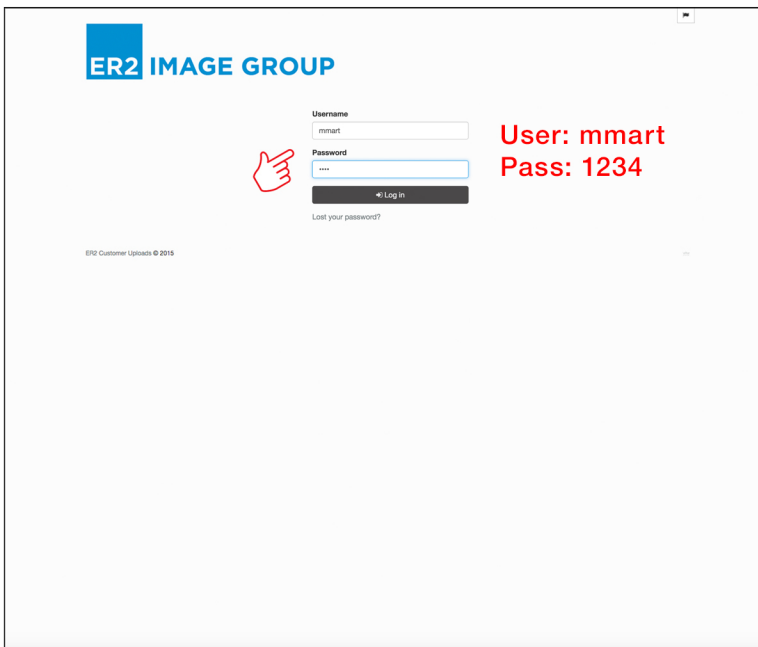 ER2 IMAGE GROUP
Username
mmart
User: mmart
Password
Pass: 1234
••••
Log in
Lost your password?
ER2 Customer Uploads © 2015